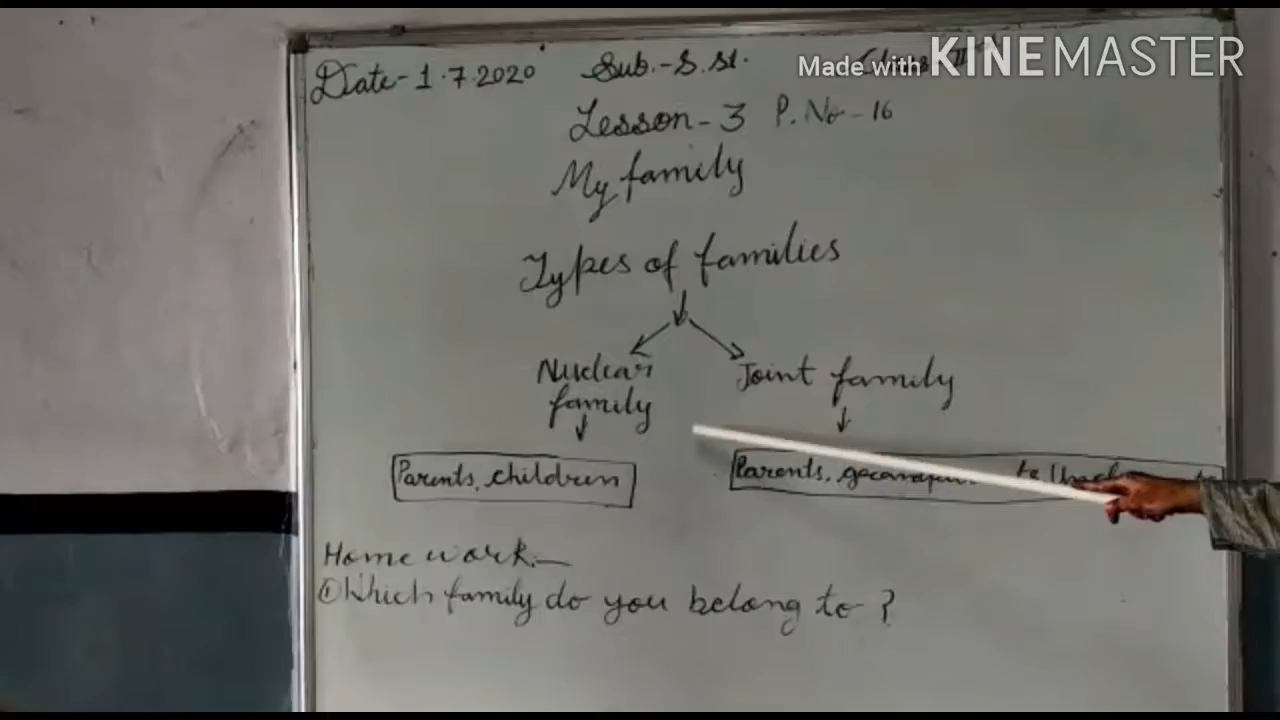 Date-1.7.2020 Sub.-S.St.
Made with KINEMASTER
Lesson-3 P.No-16
My family
Types of families
Nuclear family
Joint family
Parents, children
Parents,
Home work.—
① Which family do you belong to?